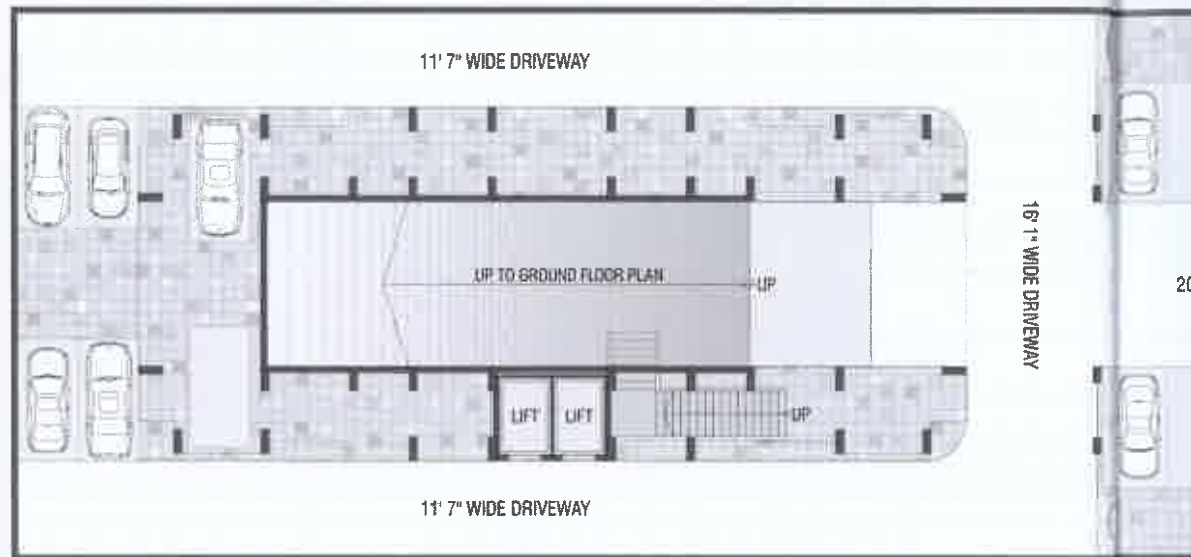 11' 7" WIDE DRIVEWAY
UP TO GROUND FLOOR PLAN
UP
16' 1" WIDE DRIVEWAY
20
LIFT
LIFT
UP
11' 7" WIDE DRIVEWAY